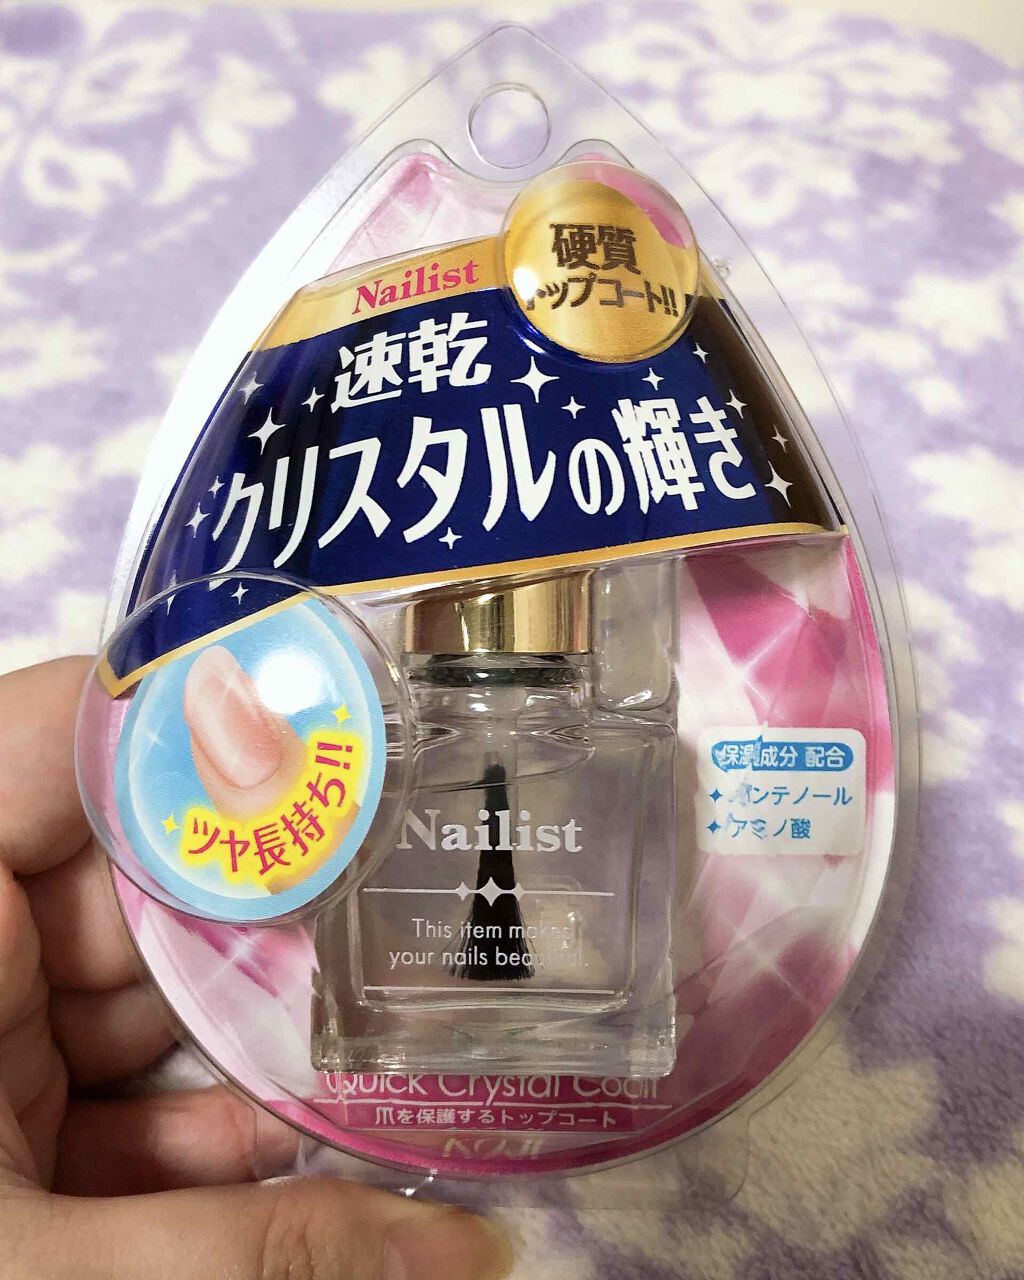 Nailist
硬質
トップコート!!
速乾
クリスタルの輝き
ツヤ長持ち!!
保湿成分 配合
パンテノール
アミノ酸
Nailist
This item makes
your nails beautiful.
Quick Crystal Coat
爪を保護するトップコート
KOJI